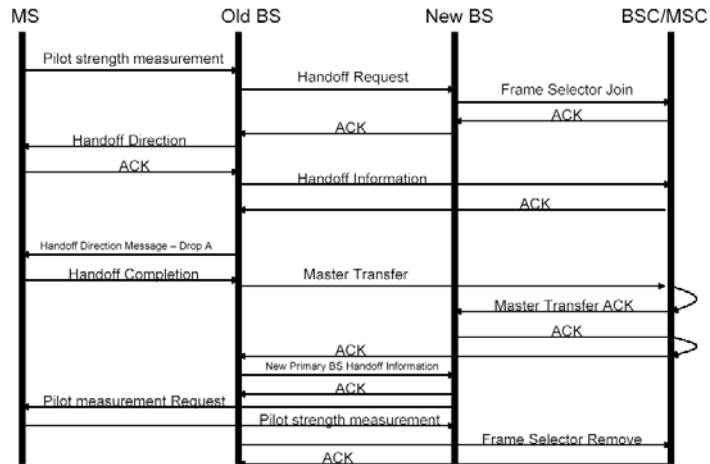 MS Old BS New BS BSC/MSC
Pilot strength measurement
Handoff Request
Frame Selector Join
ACK
ACK
Handoff Direction
ACK
Handoff Information
ACK
Handoff Direction Message – Drop A
Handoff Completion
Master Transfer
Master Transfer ACK
ACK
ACK
New Primary BS Handoff Information
ACK
Pilot measurement Request
Pilot strength measurement
Frame Selector Remove
ACK